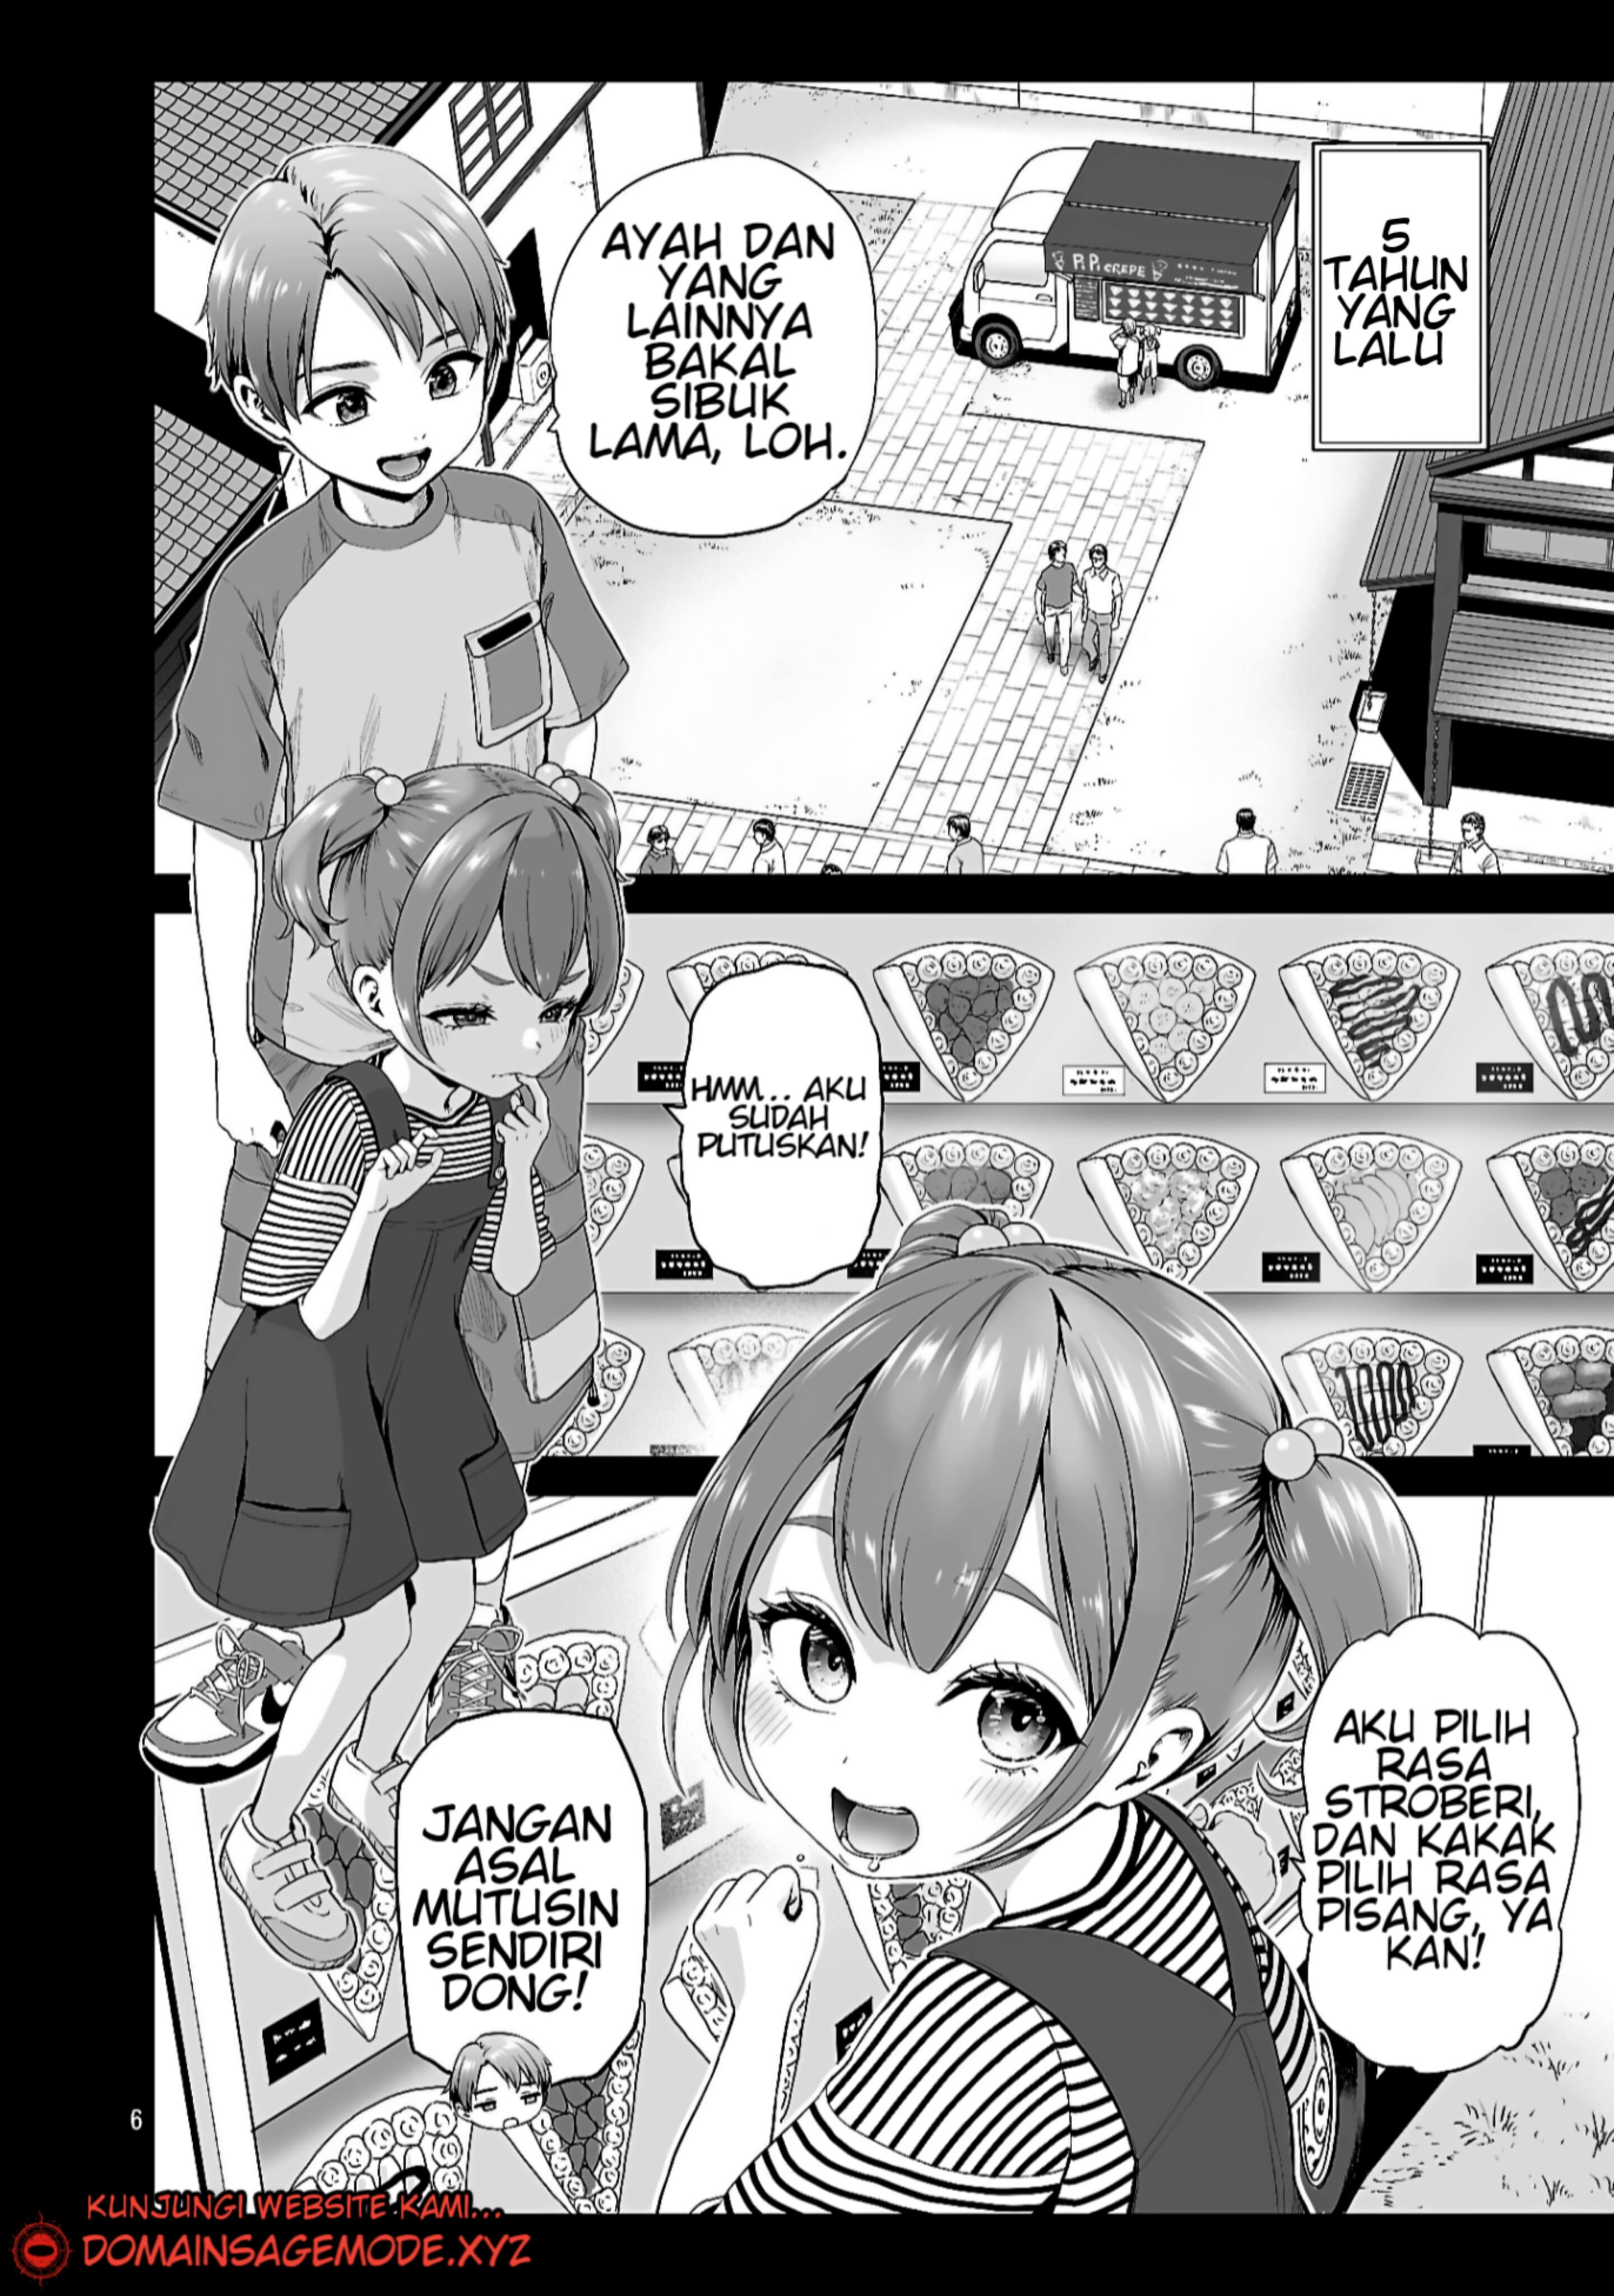 5
TAHUN
YANG
LALU
AYAH DAN
YANG
LAINNYA
BAKAL
SIBUK
LAMA, LOH.
PiPi CREPE
HMM... AKU
SUDAH
PUTUSKAN!
AKU PILIH
RASA
STROBERI,
DAN KAKAK
PILIH RASA
PISANG, YA
KAN!
JANGAN
ASAL
MUTUSIN
SENDIRI
DONG!
6
KUNJUNGI WEBSITE KAMI...
DOMAINSAGEMODE.XYZ